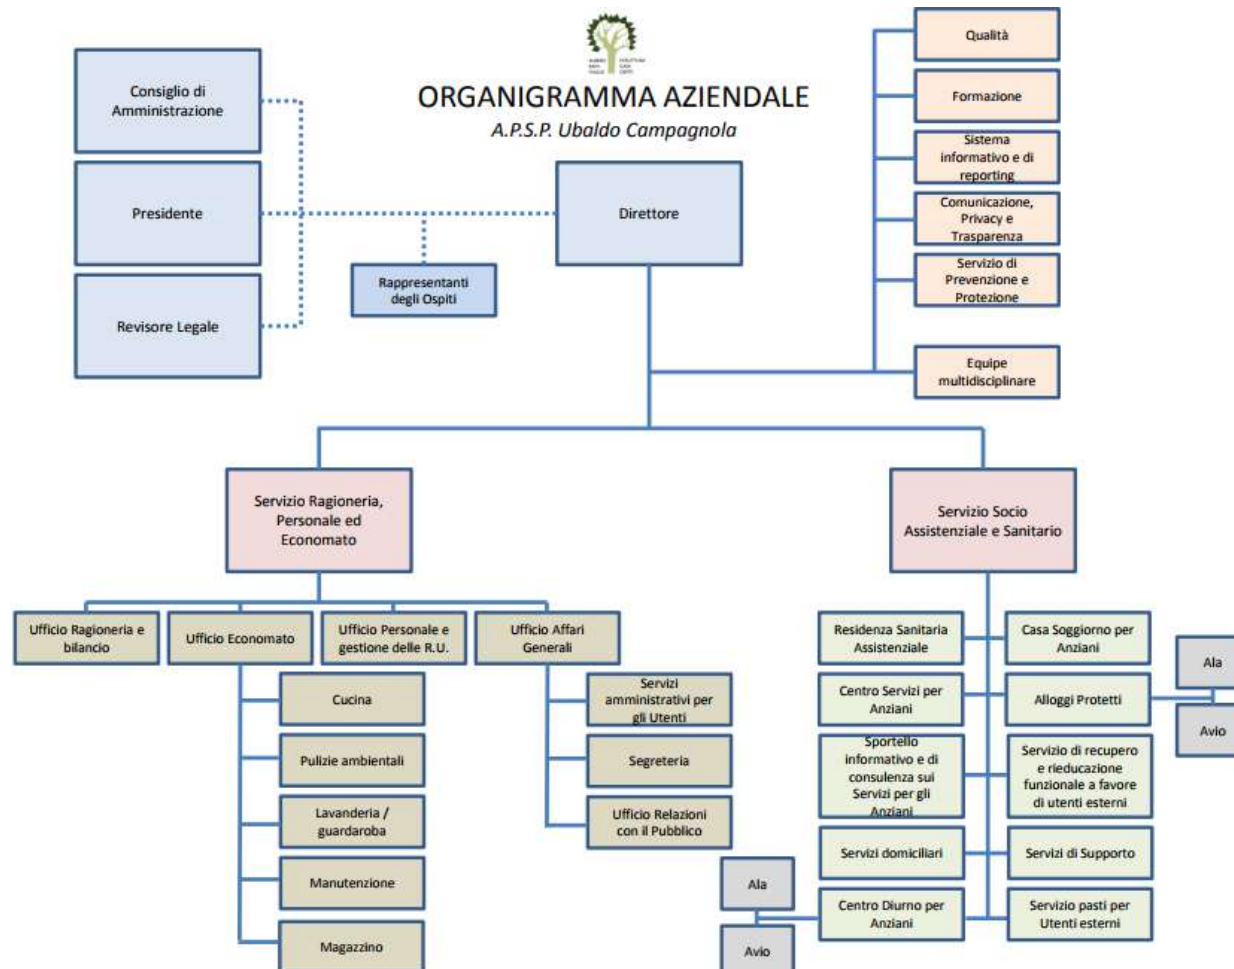 ORGANIGRAMMA AZIENDALE
A.P.S.P. Ubaldo Campagnola
Consiglio di
Amministrazione
Presidente
Revisore Legale
Rappresentanti
degli Ospiti
Direttore
Qualità
Formazione
Sistema
informativo e di
reporting
Comunicazione,
Privacy e
Trasparenza
Servizio di
Prevenzione e
Protezione
Equipe
multidisciplinare
Servizio Ragioneria,
Personale ed
Economato
Servizio Socio
Assistenziale e Sanitario
Ufficio Ragioneria e
bilancio
Ufficio Economato
Ufficio Personale e
gestione delle R.U.
Ufficio Affari
Generali
Cucina
Pulizie ambientali
Lavanderia /
guardaroba
Manutenzione
Magazzino
Servizi
amministrativi per
gli Utenti
Segreteria
Ufficio Relazioni
con il Pubblico
Residenza Sanitaria
Assistenziale
Casa Soggiorno per
Anziani
Centro Servizi per
Anziani
Alloggi Protetti
Ala
Avio
Sportello
informativo e di
consulenza sui
Servizi per gli
Anziani
Servizio di recupero
e rieducazione
funzionale a favore
di utenti esterni
Servizi domiciliari
Servizi di Supporto
Centro Diurno per
Anziani
Servizio pasti per
Utenti esterni
Ala
Avio